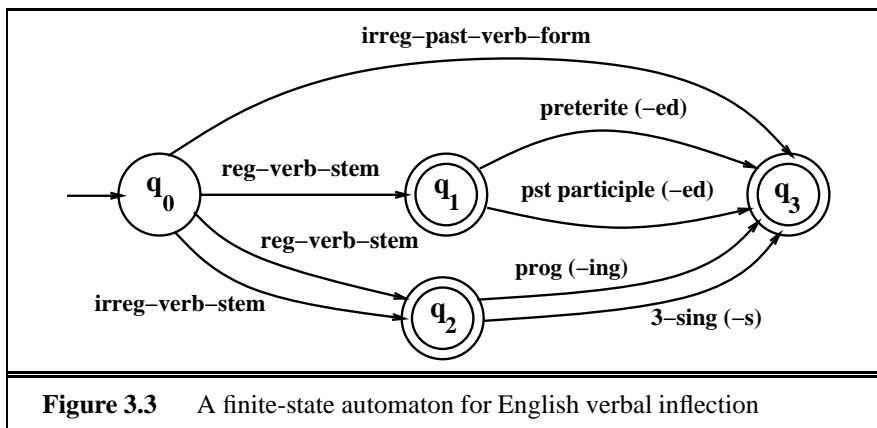 irreg−past−verb−form
preterite (−ed)
reg−verb−stem
q0
q1
pst participle (−ed)
q3
reg−verb−stem
prog (−ing)
irreg−verb−stem
q2
3−sing (−s)
Figure 3.3 A finite-state automaton for English verbal inflection